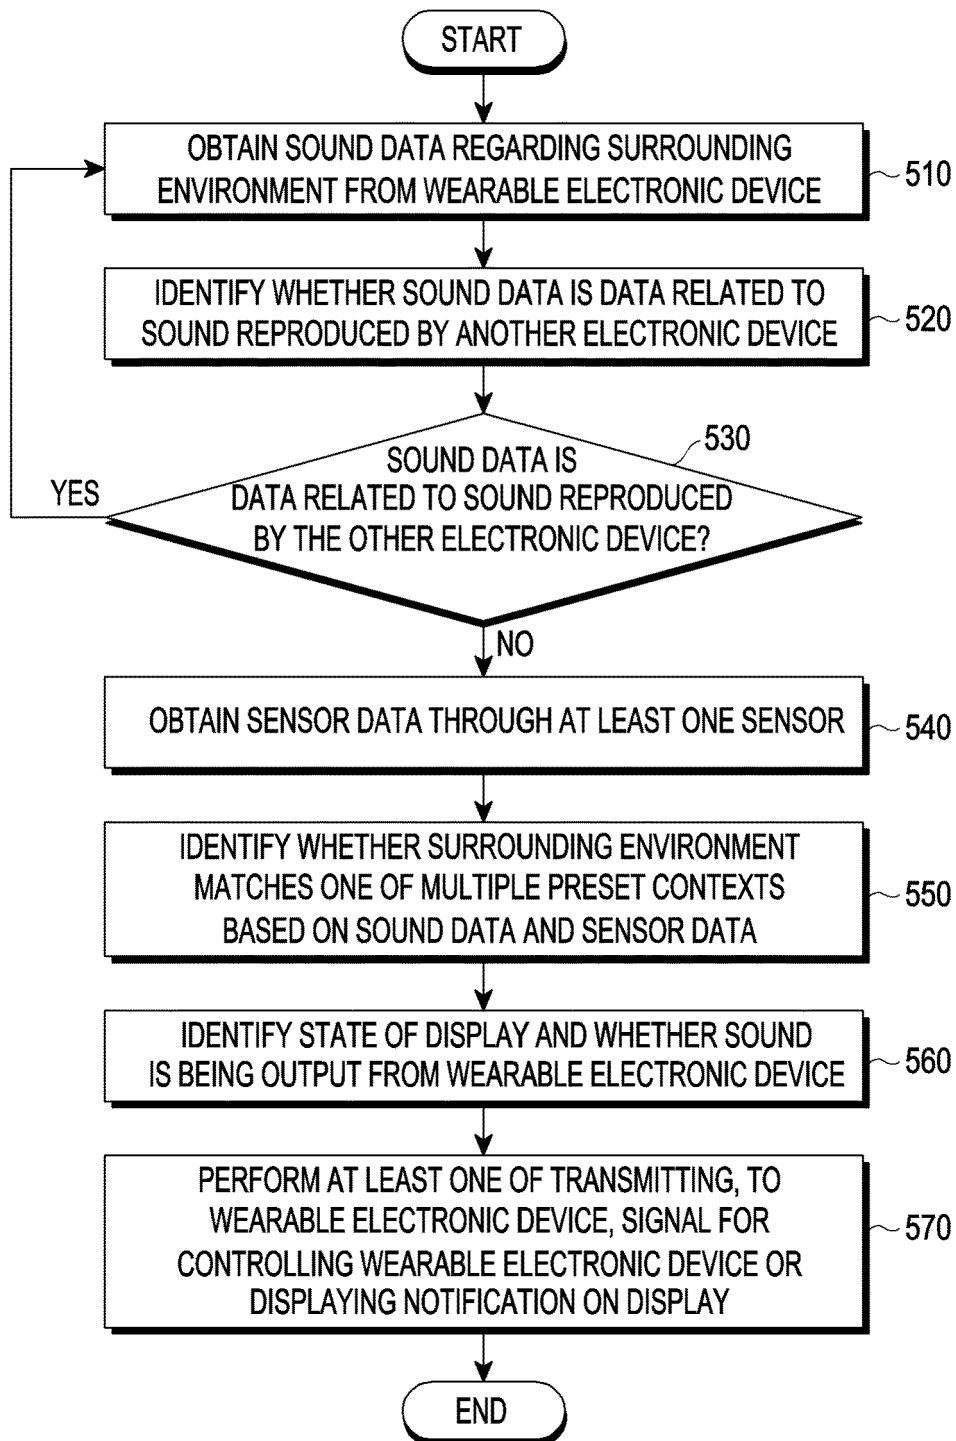 START
OBTAIN SOUND DATA REGARDING SURROUNDING
ENVIRONMENT FROM WEARABLE ELECTRONIC DEVICE
510
IDENTIFY WHETHER SOUND DATA IS DATA RELATED TO
SOUND REPRODUCED BY ANOTHER ELECTRONIC DEVICE
520
530
SOUND DATA IS
DATA RELATED TO SOUND REPRODUCED
BY THE OTHER ELECTRONIC DEVICE?
YES
NO
OBTAIN SENSOR DATA THROUGH AT LEAST ONE SENSOR
540
IDENTIFY WHETHER SURROUNDING ENVIRONMENT
MATCHES ONE OF MULTIPLE PRESET CONTEXTS
BASED ON SOUND DATA AND SENSOR DATA
550
IDENTIFY STATE OF DISPLAY AND WHETHER SOUND
IS BEING OUTPUT FROM WEARABLE ELECTRONIC DEVICE
560
PERFORM AT LEAST ONE OF TRANSMITTING, TO
WEARABLE ELECTRONIC DEVICE, SIGNAL FOR
CONTROLLING WEARABLE ELECTRONIC DEVICE OR
DISPLAYING NOTIFICATION ON DISPLAY
570
END